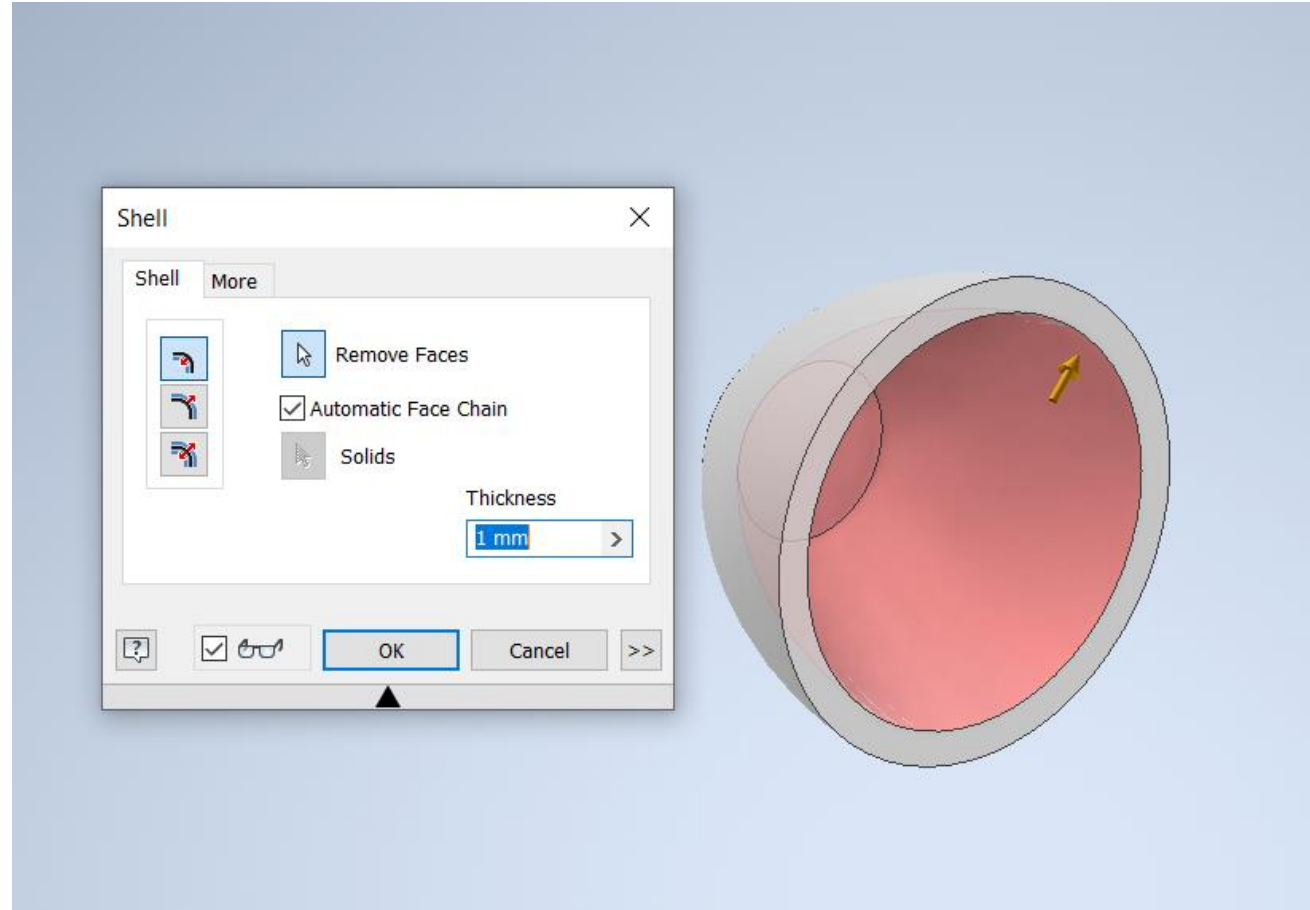 Shell
Shell More
Remove Faces
Automatic Face Chain
Solids
Thickness
1 mm >
? OK Cancel >>